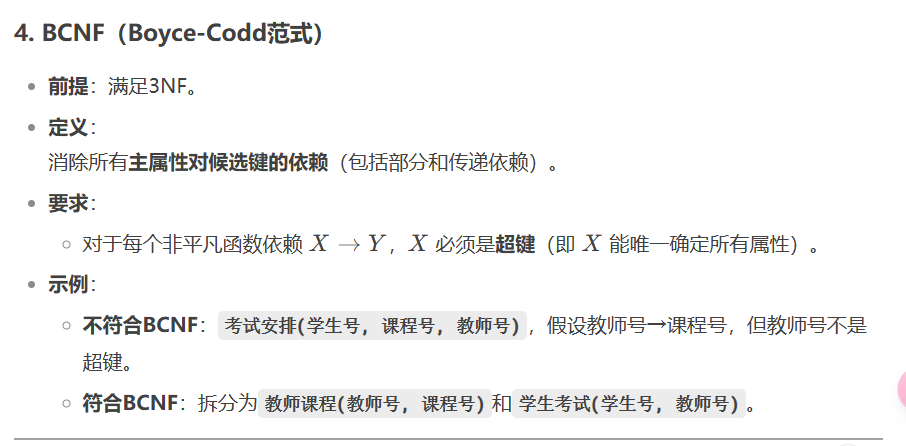 4. BCNF（Boyce-Codd范式）
前提：满足3NF。
定义：
消除所有主属性对候选键的依赖（包括部分和传递依赖）。
要求：
对于每个非平凡函数依赖 X → Y，X 必须是超键（即 X 能唯一确定所有属性）。
示例：
不符合BCNF：考试安排(学生号，课程号，教师号)，假设教师号→课程号，但教师号不是
超键。
符合BCNF：拆分为教师课程(教师号，课程号)和学生考试(学生号，教师号)。